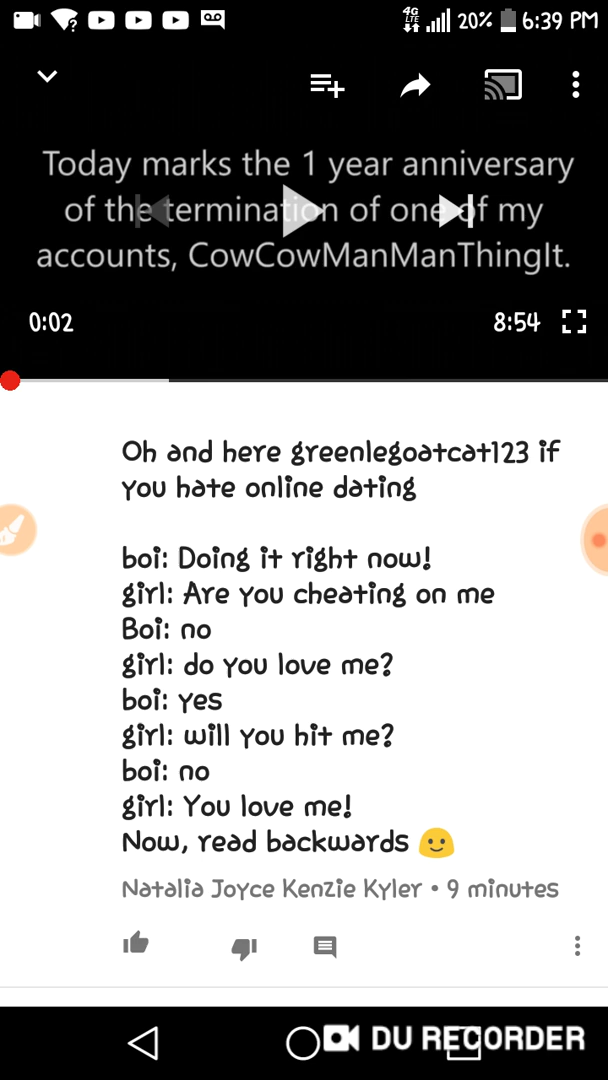 4G
LTE
20%
6:39 PM
Today marks the 1 year anniversary
of the termination of one of my
accounts, CowCowManManThingIt.
0:02
8:54
Oh and here greenlegoatcat123 if
you hate online dating
boi: Doing it right now!
girl: Are you cheating on me
Boi: no
girl: do you love me?
boi: yes
girl: will you hit me?
boi: no
girl: You love me!
Now, read backwards 🙂
Natalia Joyce Kenzie Kyler • 9 minutes
DU RECORDER